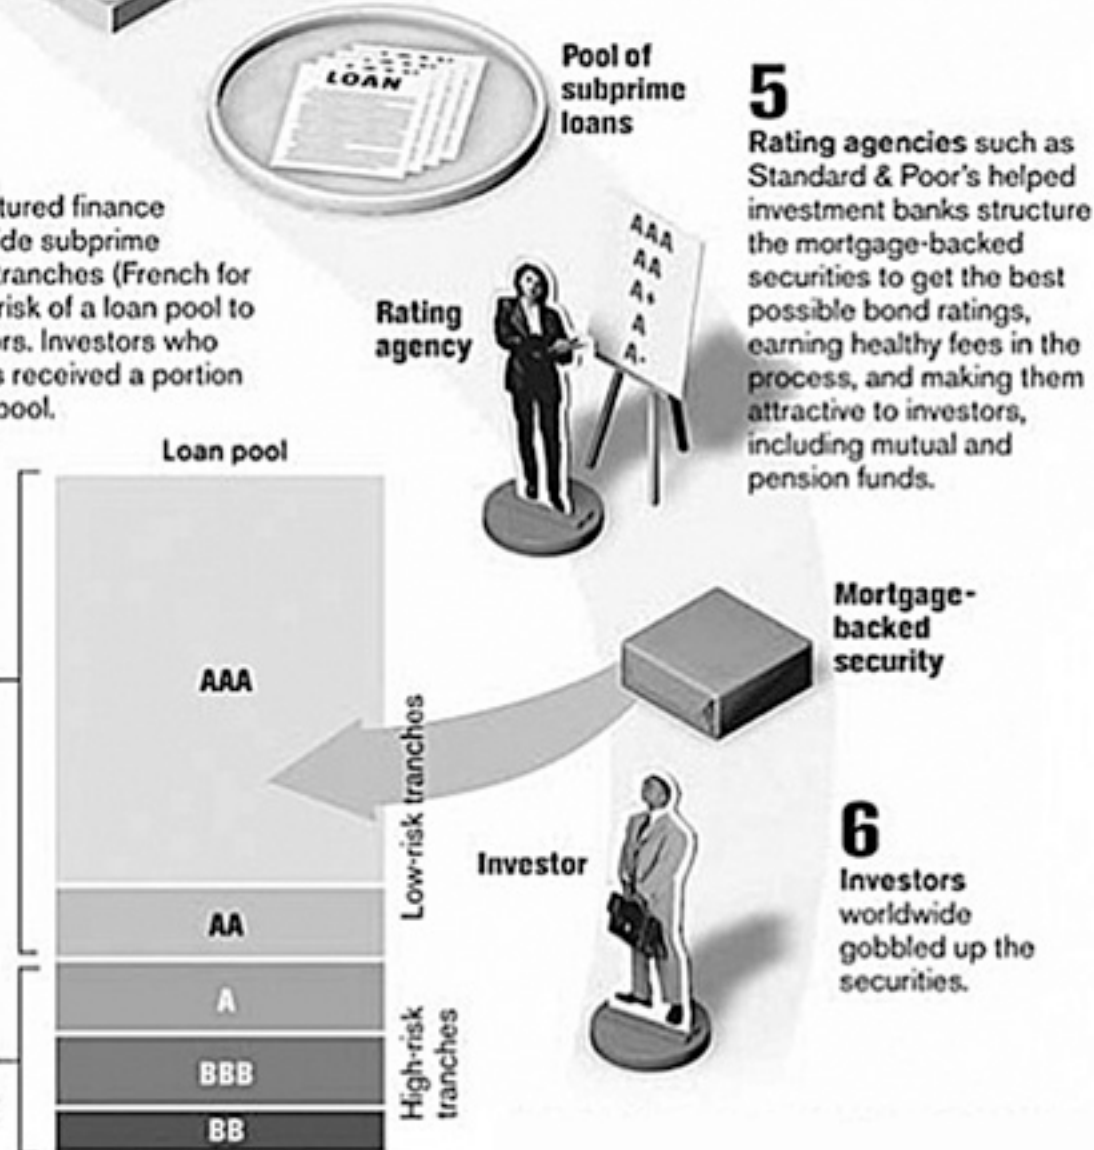 LOAN
Pool of
subprime
loans
5
Rating agencies such as
Standard & Poor's helped
investment banks structure
the mortgage-backed
securities to get the best
possible bond ratings,
earning healthy fees in the
process, and making them
attractive to investors,
including mutual and
pension funds.
tured finance
de subprime
tranches (French for
risk of a loan pool to
ors. Investors who
s received a portion
pool.
Rating
agency
AAA
AA
A+
A
A-
Loan pool
AAA
AA
A
BBB
BB
Low-risk tranches
High-risk
tranches
Mortgage-
backed
security
Investor
6
Investors
worldwide
gobbled up the
securities.